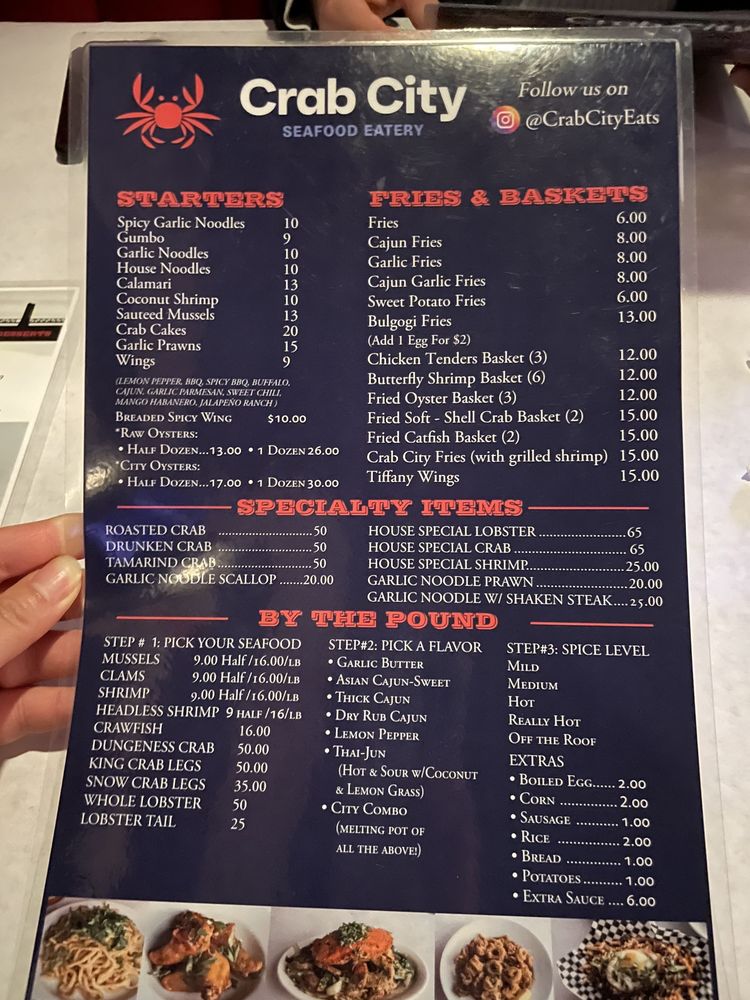 Crab City
SEAFOOD EATERY
Follow us on
@CrabCityEats
STARTERS
Spicy Garlic Noodles 10
Gumbo 9
Garlic Noodles 10
House Noodles 10
Calamari 13
Coconut Shrimp 10
Sauteed Mussels 13
Crab Cakes 20
Garlic Prawns 15
Wings 9
(LEMON PEPPER, BBQ, SPICY BBQ, BUFFALO,
CAJUN, GARLIC PARMESAN, SWEET CHILI,
MANGO HABANERO, JALAPEÑO RANCH )
BREADED SPICY WING $10.00
*RAW OYSTERS:
• HALF DOZEN...13.00 • 1 DOZEN 26.00
*CITY OYSTERS:
• HALF DOZEN...17.00 • 1 DOZEN 30.00
FRIES & BASKETS
Fries 6.00
Cajun Fries 8.00
Garlic Fries 8.00
Cajun Garlic Fries 8.00
Sweet Potato Fries 6.00
Bulgogi Fries 13.00
(Add 1 Egg For $2)
Chicken Tenders Basket (3) 12.00
Butterfly Shrimp Basket (6) 12.00
Fried Oyster Basket (3) 12.00
Fried Soft - Shell Crab Basket (2) 15.00
Fried Catfish Basket (2) 15.00
Crab City Fries (with grilled shrimp) 15.00
Tiffany Wings 15.00
SPECIALTY ITEMS
ROASTED CRAB ..............................50
DRUNKEN CRAB ..............................50
TAMARIND CRAB..............................50
GARLIC NOODLE SCALLOP .......20.00
HOUSE SPECIAL LOBSTER..........................65
HOUSE SPECIAL CRAB ................................ 65
HOUSE SPECIAL SHRIMP............................25.00
GARLIC NOODLE PRAWN ..........................20.00
GARLIC NOODLE W/ SHAKEN STEAK....25.00
BY THE POUND
STEP # 1: PICK YOUR SEAFOOD
MUSSELS 9.00 Half /16.00/LB
CLAMS 9.00 Half /16.00/LB
SHRIMP 9.00 Half /16.00/LB
HEADLESS SHRIMP 9 HALF /16/LB
CRAWFISH 16.00
DUNGENESS CRAB 50.00
KING CRAB LEGS 50.00
SNOW CRAB LEGS 35.00
WHOLE LOBSTER 50
LOBSTER TAIL 25
STEP#2: PICK A FLAVOR
• GARLIC BUTTER
• ASIAN CAJUN-SWEET
• THICK CAJUN
• DRY RUB CAJUN
• LEMON PEPPER
• THAI-JUN
(HOT & SOUR W/COCONUT
& LEMON GRASS)
• CITY COMBO
(MELTING POT OF
ALL THE ABOVE!)
STEP#3: SPICE LEVEL
MILD
MEDIUM
HOT
REALLY HOT
OFF THE ROOF
EXTRAS
• BOILED EGG...... 2.00
• CORN .............. 2.00
• SAUSAGE .......... 1.00
• RICE ............... 2.00
• BREAD ............. 1.00
• POTATOES.......... 1.00
• EXTRA SAUCE .... 6.00